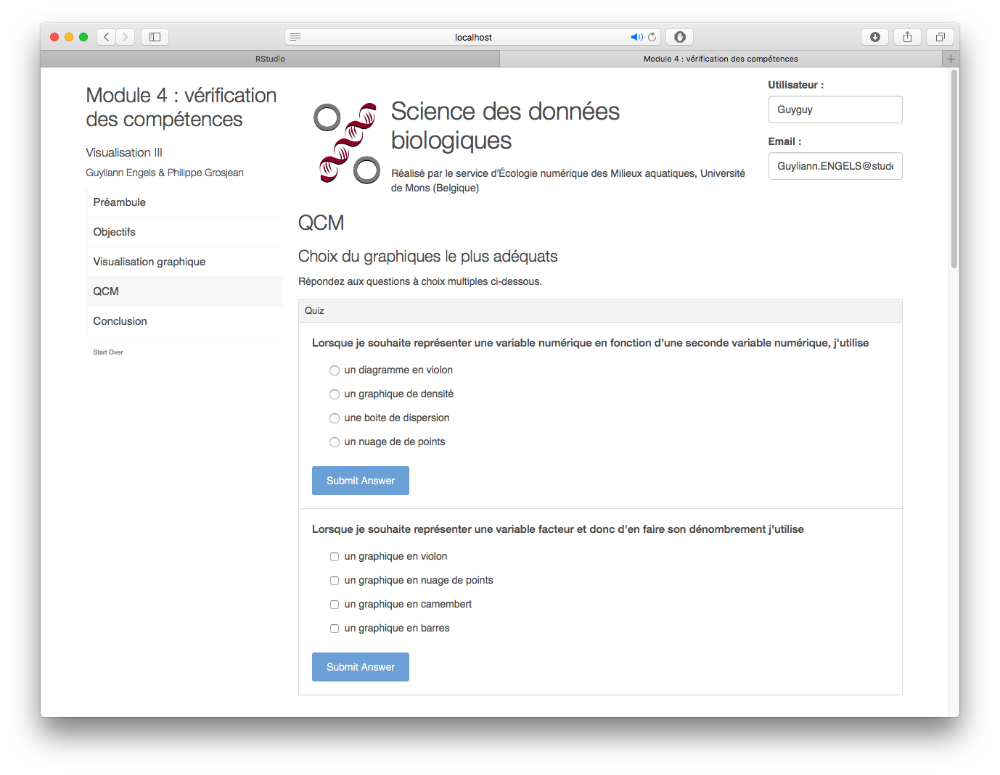 localhost
RStudio
Module 4 : vérification des compétences
Module 4 : vérification
des compétences
Visualisation III
Guyliann Engels & Philippe Grosjean
Préambule
Objectifs
Visualisation graphique
QCM
Conclusion
Start Over
Science des données
biologiques
Réalisé par le service d'Écologie numérique des Milieux aquatiques, Université
de Mons (Belgique)
Utilisateur :
Guyguy
Email :
Guyliann.ENGELS@stude
QCM
Choix du graphiques le plus adéquats
Répondez aux questions à choix multiples ci-dessous.
Quiz
Lorsque je souhaite représenter une variable numérique en fonction d'une seconde variable numérique, j'utilise
un diagramme en violon
un graphique de densité
une boite de dispersion
un nuage de de points
Submit Answer
Lorsque je souhaite représenter une variable facteur et donc d'en faire son dénombrement j'utilise
un graphique en violon
un graphique en nuage de points
un graphique en camembert
un graphique en barres
Submit Answer